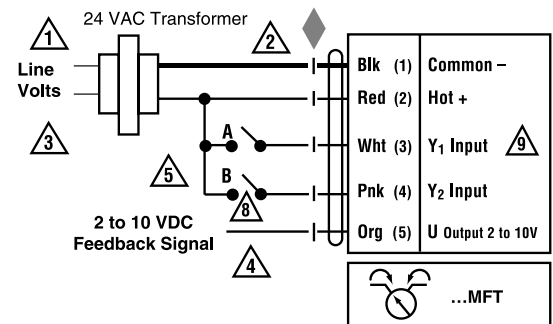 24 VAC Transformer
1
2
Line
Volts
3
Blk (1) Common –
Red (2) Hot +
A
Wht (3) Y₁ Input
9
5
B
8
Pnk (4) Y₂ Input
2 to 10 VDC
Feedback Signal
4
Org (5) U Output 2 to 10V
...MFT